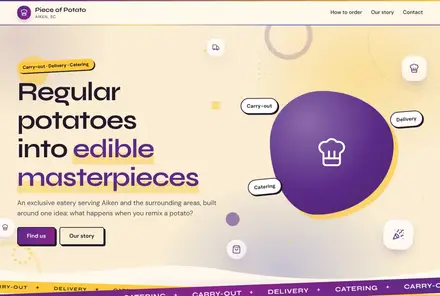 Piece of Potato
AIKEN, SC
How to order
Our story
Contact
Carry-out · Delivery · Catering
Regular
potatoes
into edible
masterpieces
Carry-out
Delivery
Catering
An exclusive eatery serving Aiken and the surrounding areas, built
around one idea: what happens when you remix a potato?
Find us
Our story
CARRY-OUT + DELIVERY +
CATERING + CARRY-OUT + DELIVERY + CATERING +